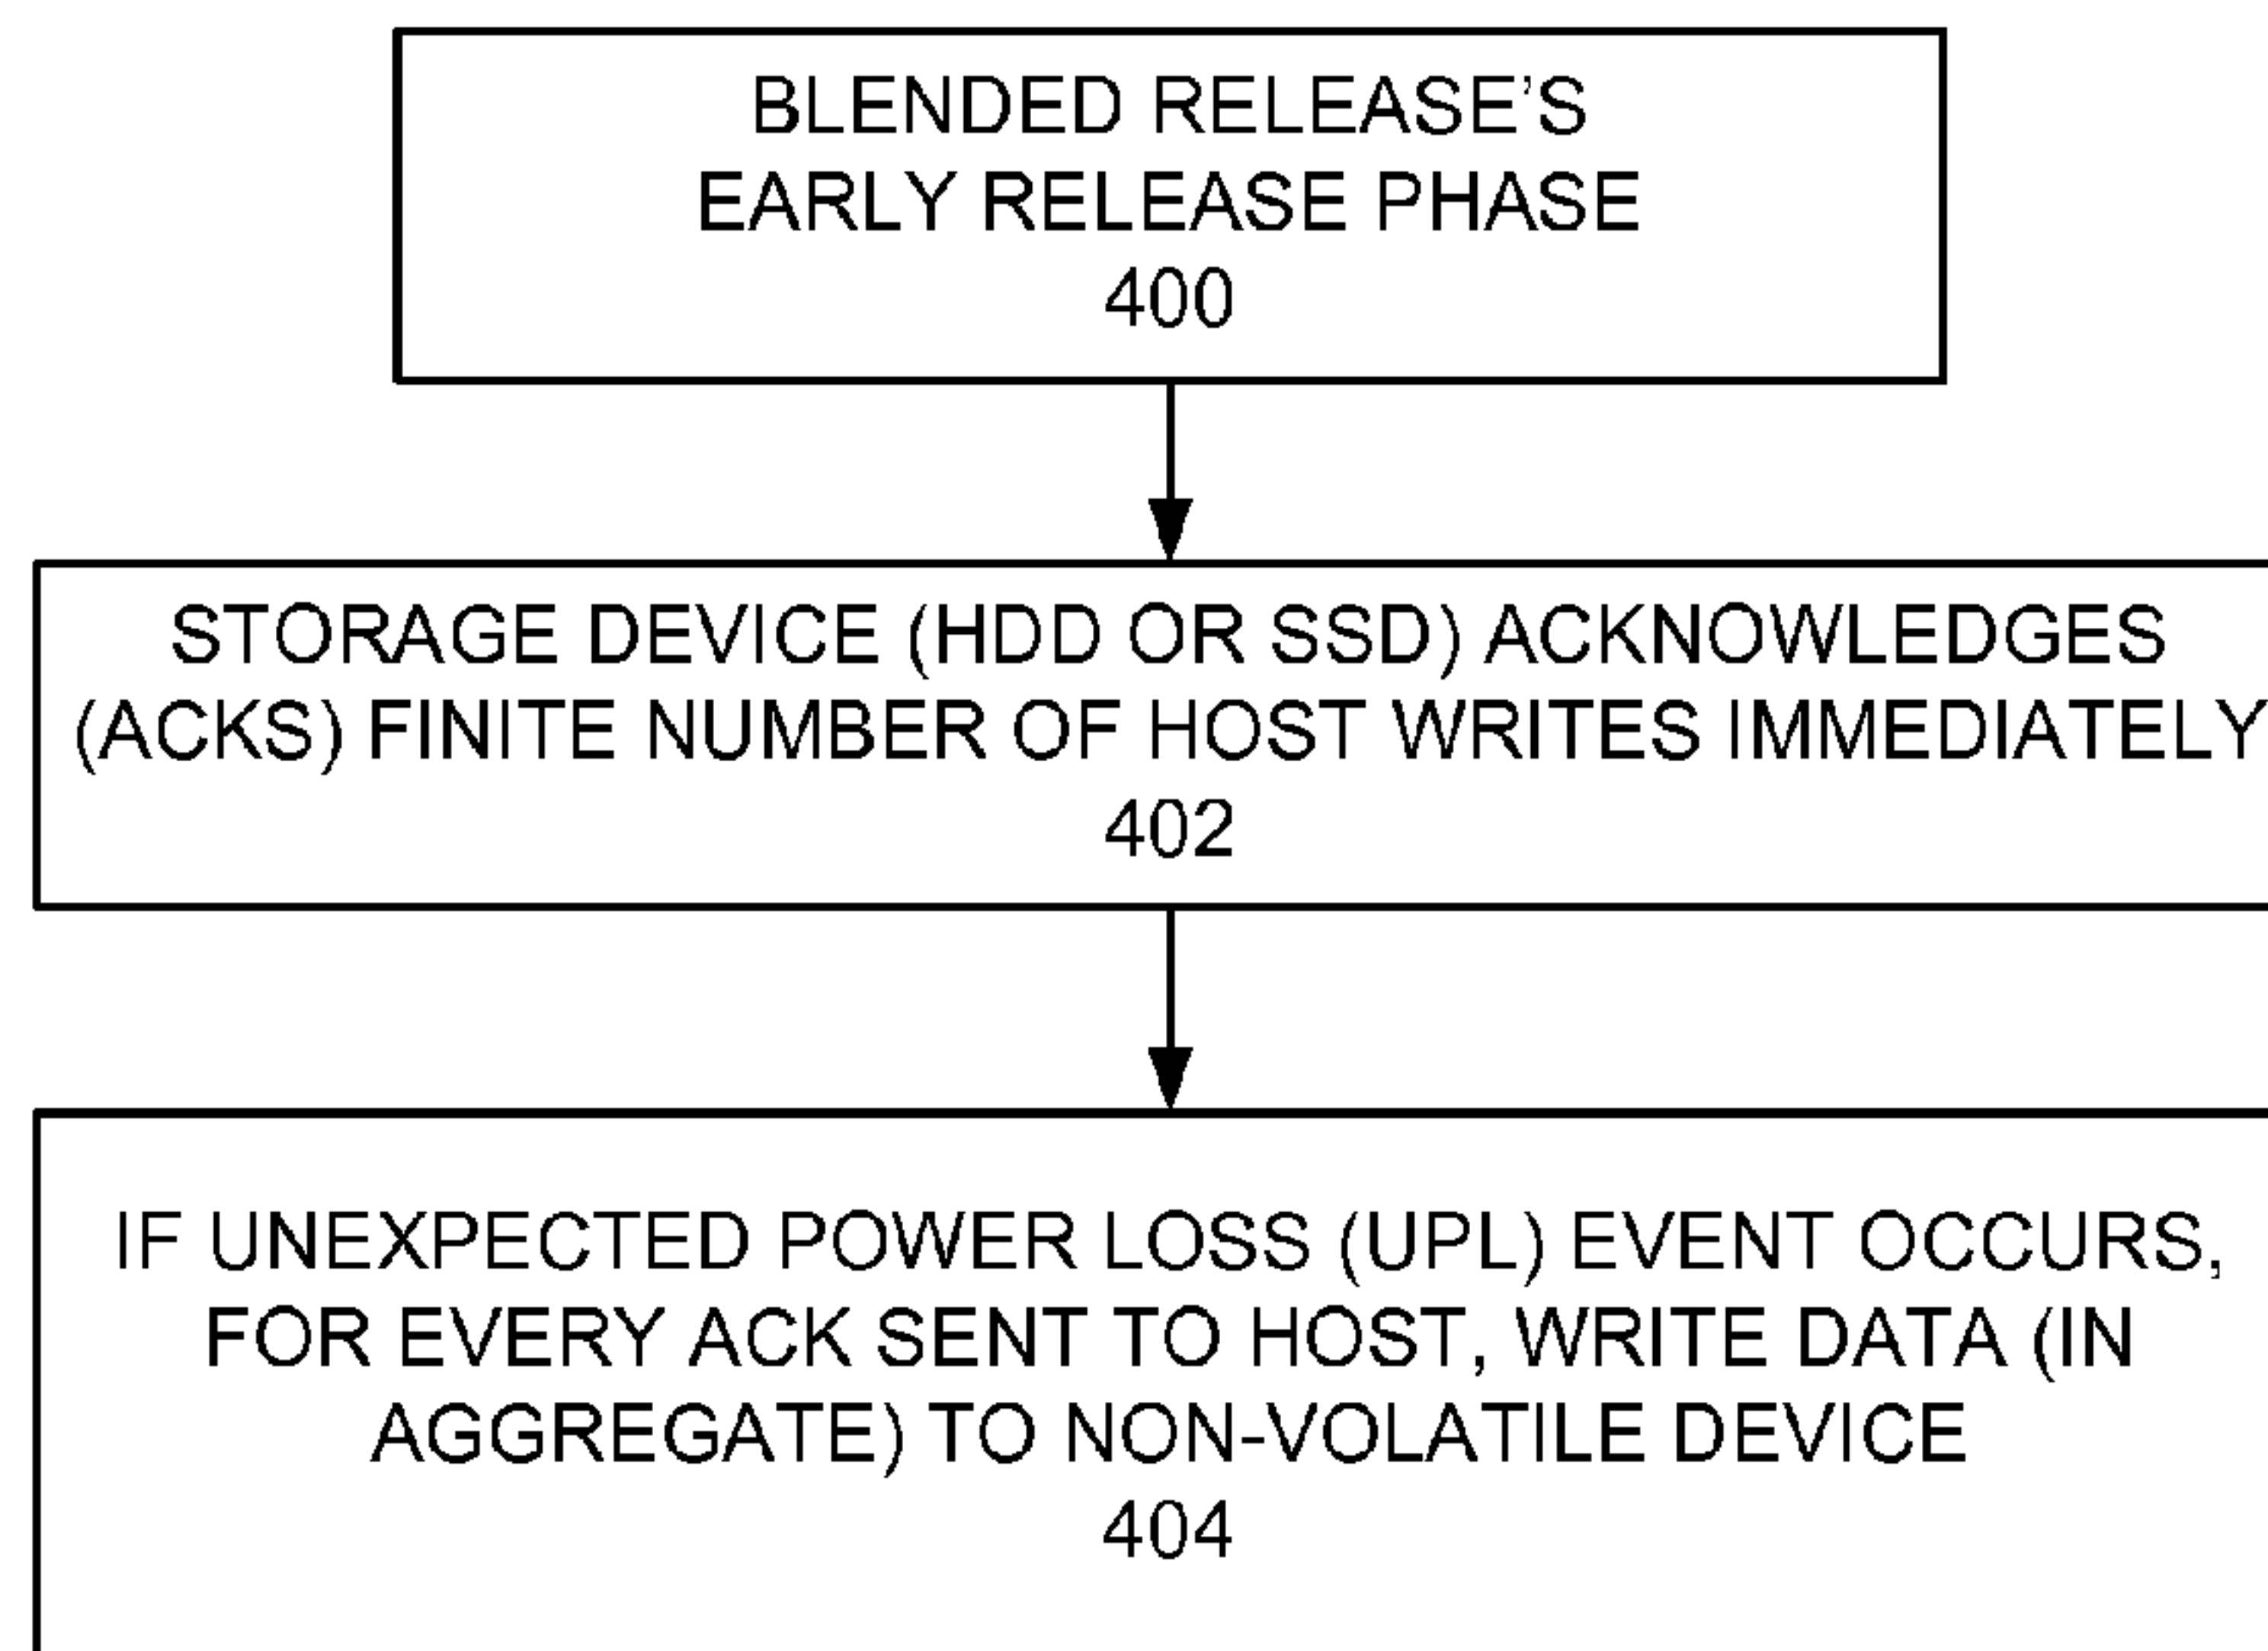 BLENDED RELEASE'S
EARLY RELEASE PHASE
400
STORAGE DEVICE (HDD OR SSD) ACKNOWLEDGES
(ACKS) FINITE NUMBER OF HOST WRITES IMMEDIATELY
402
IF UNEXPECTED POWER LOSS (UPL) EVENT OCCURS,
FOR EVERY ACK SENT TO HOST, WRITE DATA (IN
AGGREGATE) TO NON-VOLATILE DEVICE
404